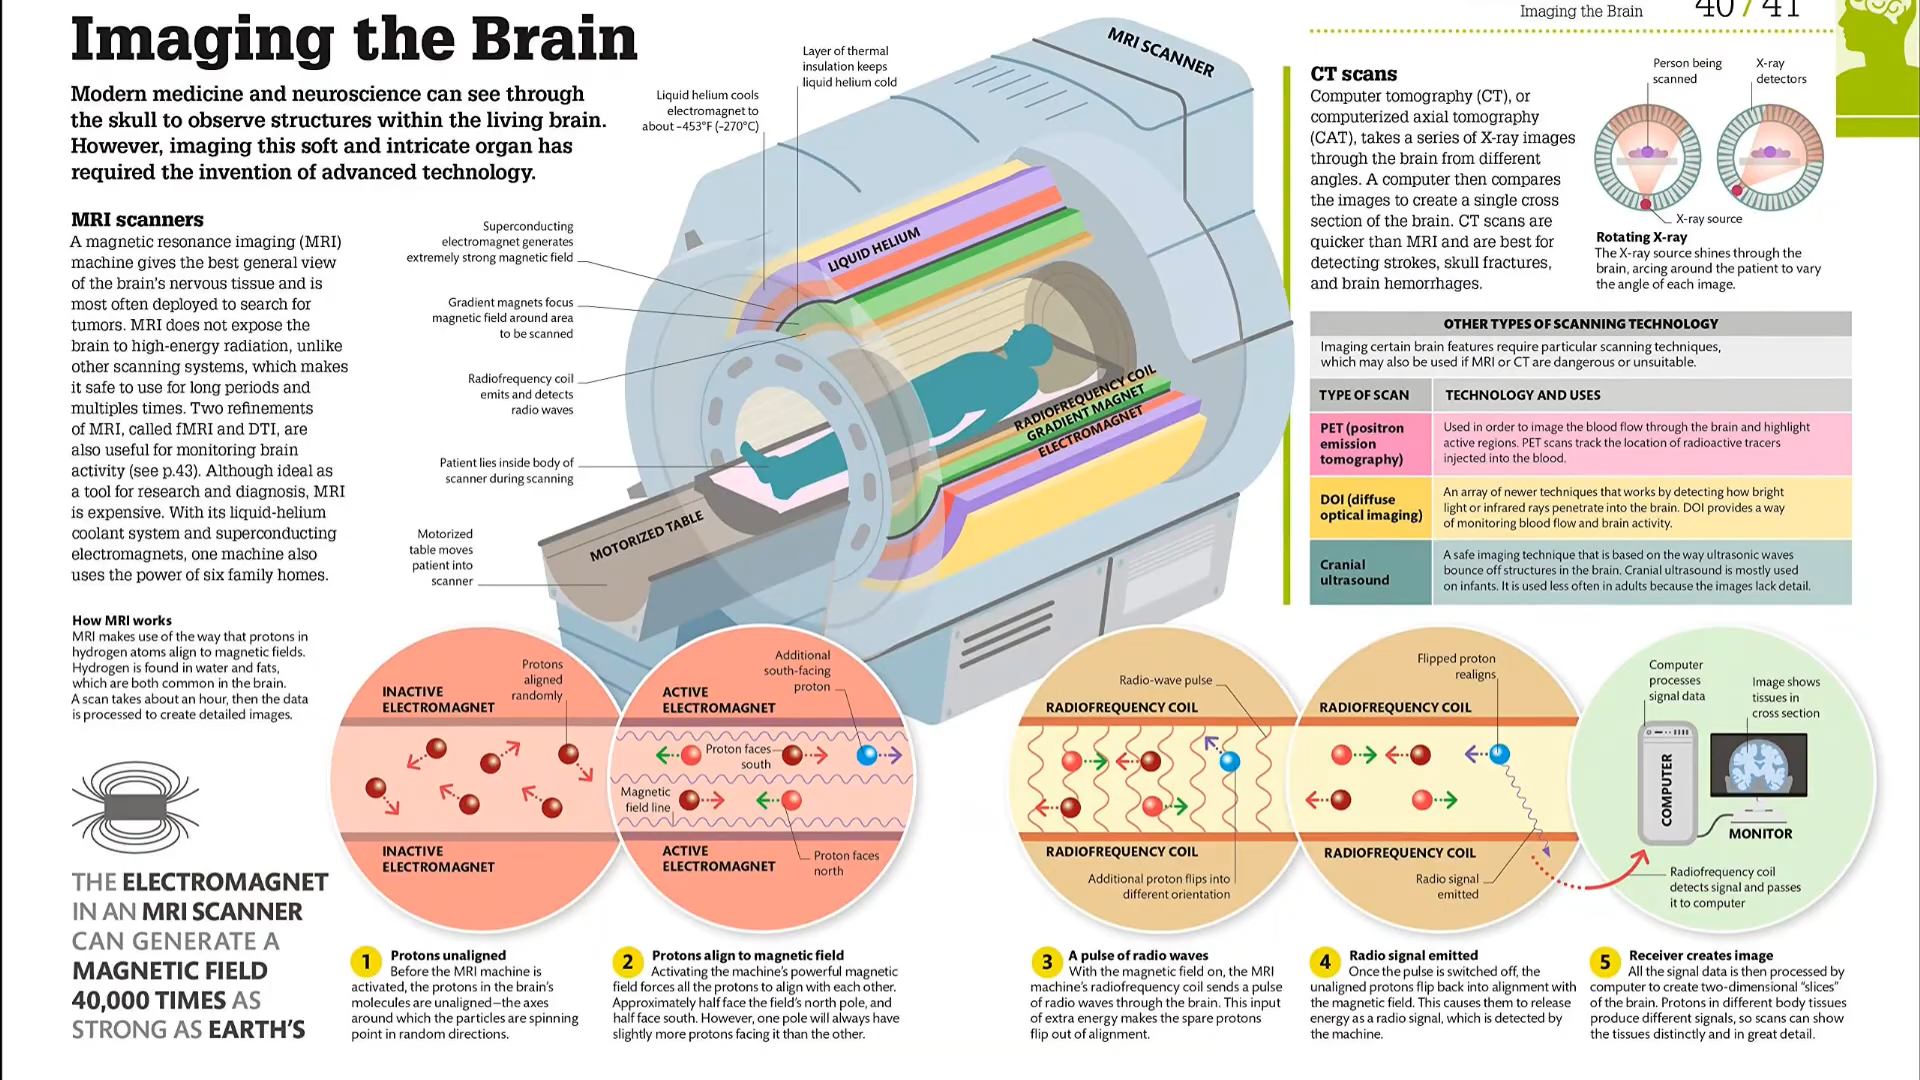 Imaging the Brain
40 / 41
Imaging the Brain
Modern medicine and neuroscience can see through
the skull to observe structures within the living brain.
However, imaging this soft and intricate organ has
required the invention of advanced technology.
MRI scanners
A magnetic resonance imaging (MRI)
machine gives the best general view
of the brain's nervous tissue and is
most often deployed to search for
tumors. MRI does not expose the
brain to high-energy radiation, unlike
other scanning systems, which makes
it safe to use for long periods and
multiples times. Two refinements
of MRI, called fMRI and DTI, are
also useful for monitoring brain
activity (see p.43). Although ideal as
a tool for research and diagnosis, MRI
is expensive. With its liquid-helium
coolant system and superconducting
electromagnets, one machine also
uses the power of six family homes.
How MRI works
MRI makes use of the way that protons in
hydrogen atoms align to magnetic fields.
Hydrogen is found in water and fats,
which are both common in the brain.
A scan takes about an hour, then the data
is processed to create detailed images.
THE ELECTROMAGNET
IN AN MRI SCANNER
CAN GENERATE A
MAGNETIC FIELD
40,000 TIMES AS
STRONG AS EARTH'S
Layer of thermal
insulation keeps
liquid helium cold
Liquid helium cools
electromagnet to
about -453°F (-270°C)
Superconducting
electromagnet generates
extremely strong magnetic field
Gradient magnets focus
magnetic field around area
to be scanned
Radiofrequency coil
emits and detects
radio waves
Patient lies inside body of
scanner during scanning
Motorized
table moves
patient into
scanner
MRI SCANNER
LIQUID HELIUM
RADIOFREQUENCY COIL
GRADIENT MAGNET
ELECTROMAGNET
MOTORIZED TABLE
CT scans
Computer tomography (CT), or
computerized axial tomography
(CAT), takes a series of X-ray images
through the brain from different
angles. A computer then compares
the images to create a single cross
section of the brain. CT scans are
quicker than MRI and are best for
detecting strokes, skull fractures,
and brain hemorrhages.
Person being
scanned
X-ray
detectors
X-ray source
Rotating X-ray
The X-ray source shines through the
brain, arcing around the patient to vary
the angle of each image.
OTHER TYPES OF SCANNING TECHNOLOGY
Imaging certain brain features require particular scanning techniques,
which may also be used if MRI or CT are dangerous or unsuitable.
TYPE OF SCAN
TECHNOLOGY AND USES
PET (positron
emission
tomography)
Used in order to image the blood flow through the brain and highlight
active regions. PET scans track the location of radioactive tracers
injected into the blood.
DOI (diffuse
optical imaging)
An array of newer techniques that works by detecting how bright
light or infrared rays penetrate into the brain. DOI provides a way
of monitoring blood flow and brain activity.
Cranial
ultrasound
A safe imaging technique that is based on the way ultrasonic waves
bounce off structures in the brain. Cranial ultrasound is mostly used
on infants. It is used less often in adults because the images lack detail.
Protons
aligned
randomly
INACTIVE
ELECTROMAGNET
INACTIVE
ELECTROMAGNET
Additional
south-facing
proton
ACTIVE
ELECTROMAGNET
Proton faces
south
Magnetic
field line
ACTIVE
ELECTROMAGNET
Proton faces
north
Radio-wave pulse
RADIOFREQUENCY COIL
RADIOFREQUENCY COIL
Additional proton flips into
different orientation
Flipped proton
realigns
RADIOFREQUENCY COIL
RADIOFREQUENCY COIL
Radio signal
emitted
Computer
processes
signal data
Image shows
tissues in
cross section
COMPUTER
MONITOR
Radiofrequency coil
detects signal and passes
it to computer
1 Protons unaligned
Before the MRI machine is
activated, the protons in the brain's
molecules are unaligned—the axes
around which the particles are spinning
point in random directions.
2 Protons align to magnetic field
Activating the machine's powerful magnetic
field forces all the protons to align with each other.
Approximately half face the field's north pole, and
half face south. However, one pole will always have
slightly more protons facing it than the other.
3 A pulse of radio waves
With the magnetic field on, the MRI
machine's radiofrequency coil sends a pulse
of radio waves through the brain. This input
of extra energy makes the spare protons
flip out of alignment.
4 Radio signal emitted
Once the pulse is switched off, the
unaligned protons flip back into alignment with
the magnetic field. This causes them to release
energy as a radio signal, which is detected by
the machine.
5 Receiver creates image
All the signal data is then processed by
computer to create two-dimensional "slices"
of the brain. Protons in different body tissues
produce different signals, so scans can show
the tissues distinctly and in great detail.